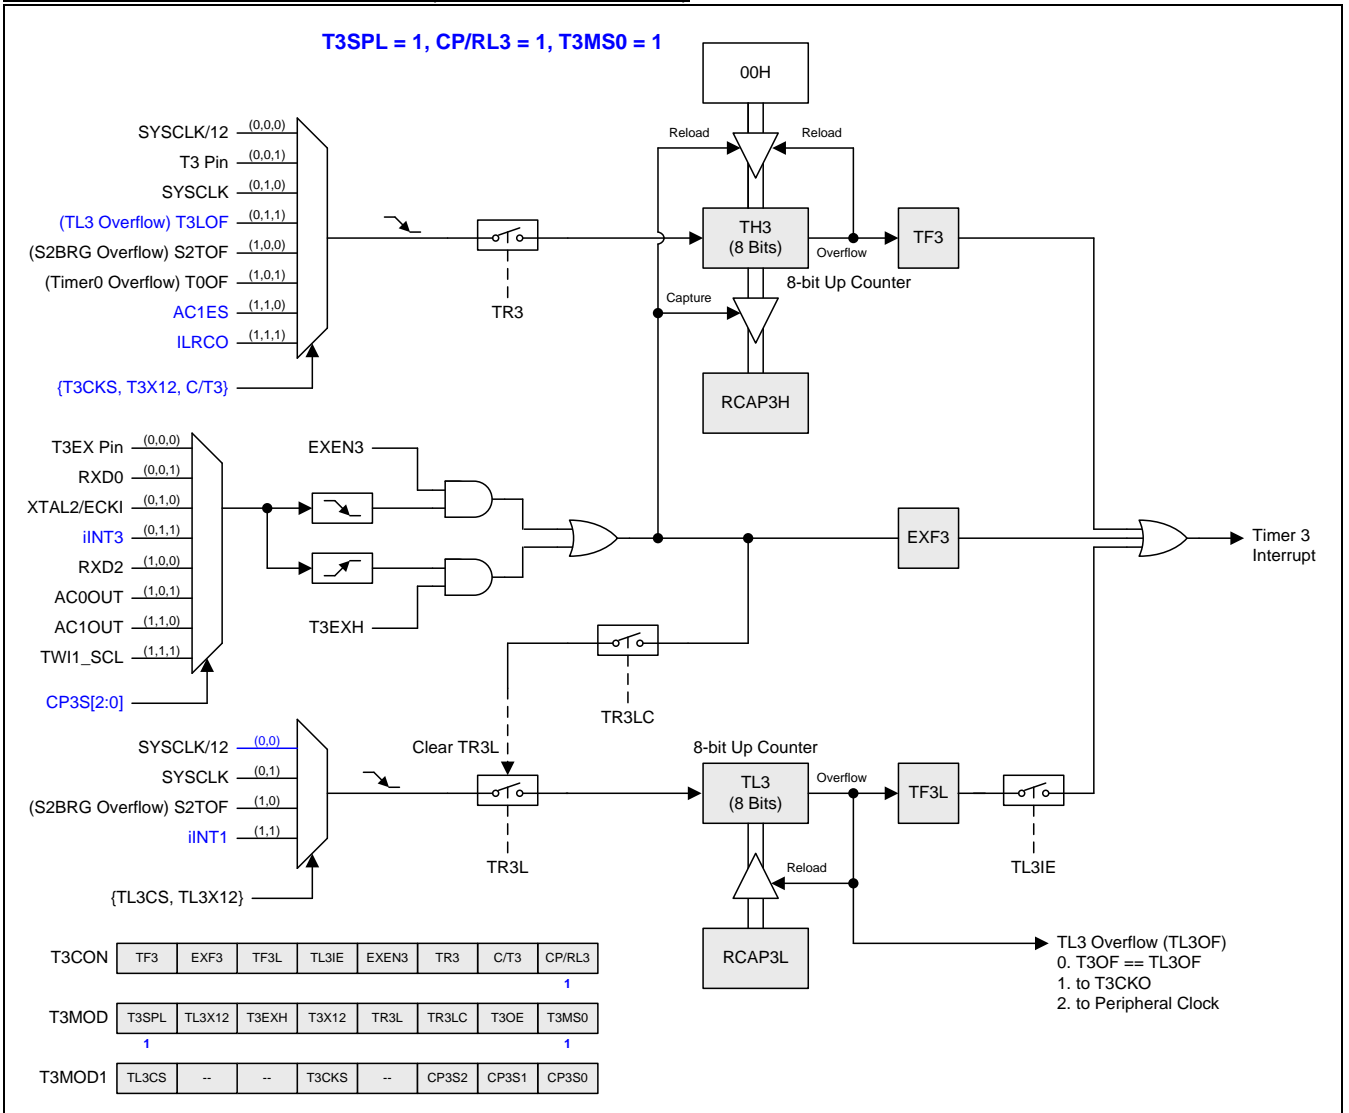 T3SPL = 1, CP/RL3 = 1, T3MS0 = 1
00H
Reload
Reload
SYSCLK/12 (0,0,0)
T3 Pin (0,0,1)
SYSCLK (0,1,0)
(TL3 Overflow) T3LOF (0,1,1)
(S2BRG Overflow) S2TOF (1,0,0)
(Timer0 Overflow) T0OF (1,0,1)
AC1ES (1,1,0)
ILRCO (1,1,1)
{T3CKS, T3X12, C/T3}
TR3
TH3
(8 Bits)
Overflow
TF3
8-bit Up Counter
Capture
RCAP3H
T3EX Pin (0,0,0)
RXD0 (0,0,1)
XTAL2/ECKI (0,1,0)
iINT3 (0,1,1)
RXD2 (1,0,0)
AC0OUT (1,0,1)
AC1OUT (1,1,0)
TWI1_SCL (1,1,1)
CP3S[2:0]
EXEN3
T3EXH
EXF3
Timer 3
Interrupt
TR3LC
SYSCLK/12 (0,0)
SYSCLK (0,1)
(S2BRG Overflow) S2TOF (1,0)
iINT1 (1,1)
{TL3CS, TL3X12}
Clear TR3L
TR3L
8-bit Up Counter
TL3
(8 Bits)
Overflow
TF3L
TL3IE
Reload
RCAP3L
TL3 Overflow (TL3OF)
0. T3OF == TL3OF
1. to T3CKO
2. to Peripheral Clock
T3CON TF3 EXF3 TF3L TL3IE EXEN3 TR3 C/T3 CP/RL3
1
T3MOD T3SPL TL3X12 T3EXH T3X12 TR3L TR3LC T3OE T3MS0
1 1
T3MOD1 TL3CS -- -- T3CKS -- CP3S2 CP3S1 CP3S0